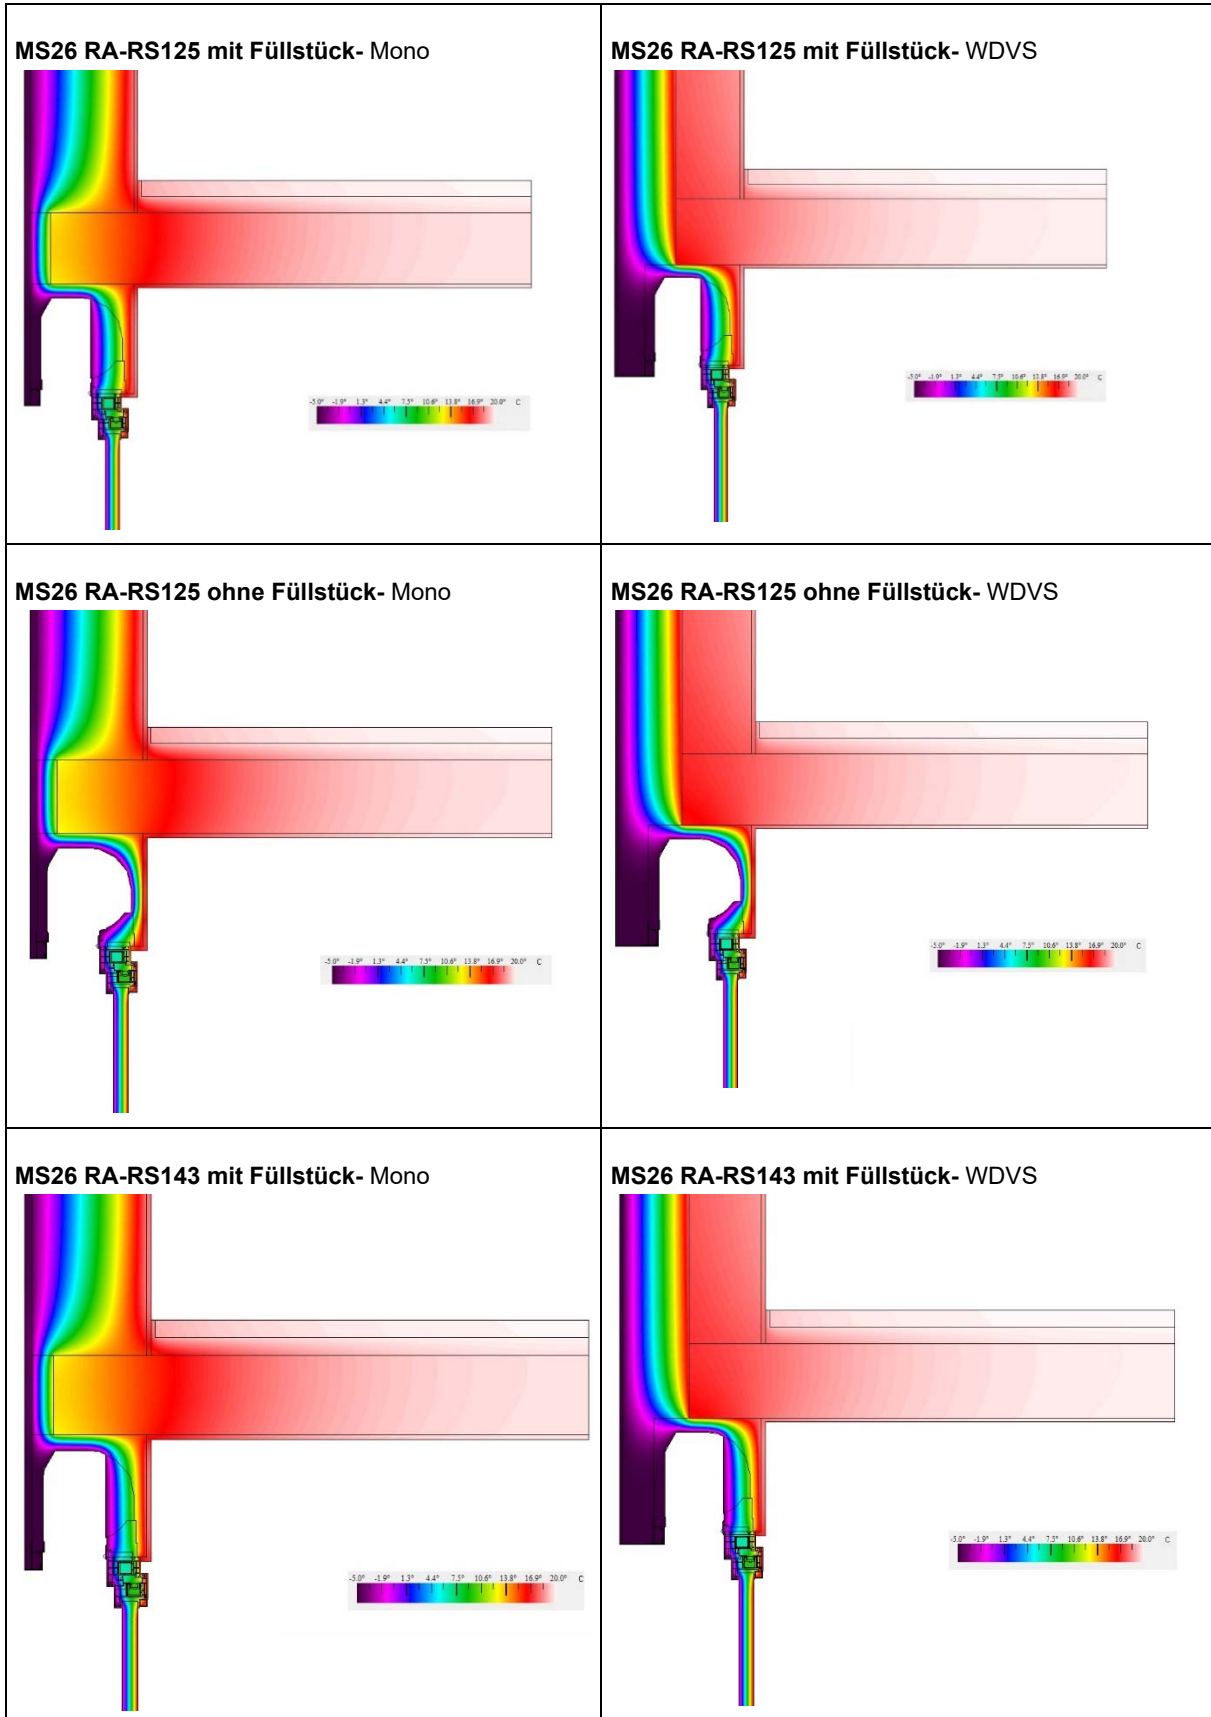 MS26 RA-RS125 mit Füllstück- Mono
MS26 RA-RS125 mit Füllstück- WDVS
-5.0° -1.9° 1.3° 4.4° 7.5° 10.6° 13.8° 16.9° 20.0° C
-5.0° -1.9° 1.3° 4.4° 7.5° 10.6° 13.8° 16.9° 20.0° C
MS26 RA-RS125 ohne Füllstück- Mono
MS26 RA-RS125 ohne Füllstück- WDVS
-5.0° -1.9° 1.3° 4.4° 7.5° 10.6° 13.8° 16.9° 20.0° C
-5.0° -1.9° 1.3° 4.4° 7.5° 10.6° 13.8° 16.9° 20.0° C
MS26 RA-RS143 mit Füllstück- Mono
MS26 RA-RS143 mit Füllstück- WDVS
-5.0° -1.9° 1.3° 4.4° 7.5° 10.6° 13.8° 16.9° 20.0° C
-5.0° -1.9° 1.3° 4.4° 7.5° 10.6° 13.8° 16.9° 20.0° C